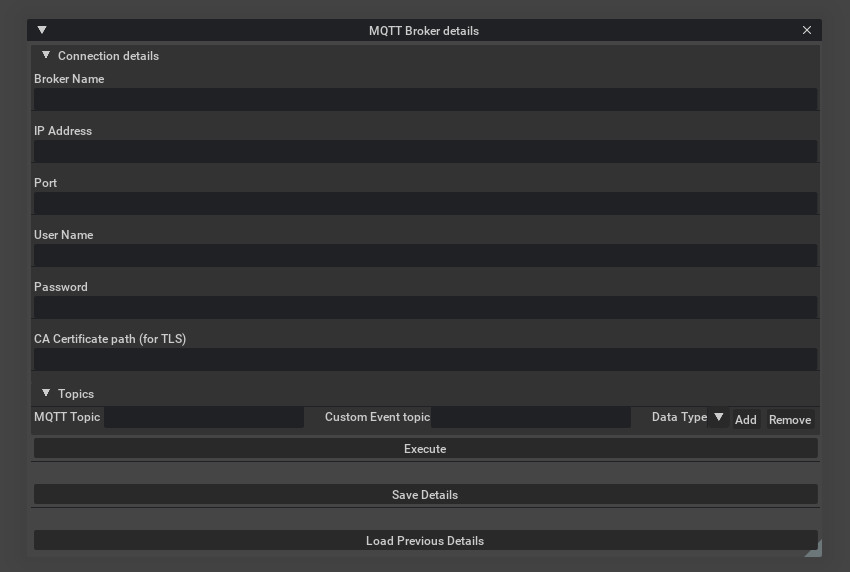 MQTT Broker details
Connection details
Broker Name
IP Address
Port
User Name
Password
CA Certificate path (for TLS)
Topics
MQTT Topic Custom Event topic Data Type Add Remove
Execute
Save Details
Load Previous Details